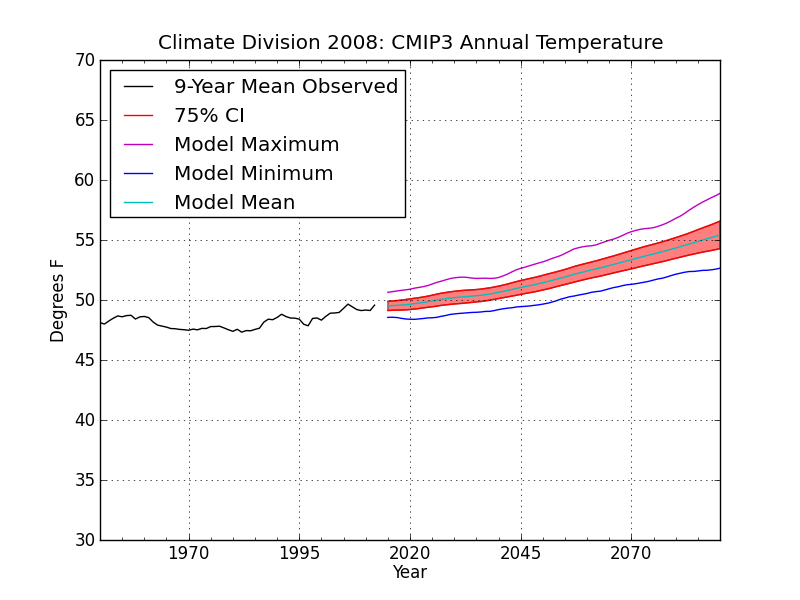 Climate Division 2008: CMIP3 Annual Temperature
70
65
60
55
50
45
40
35
30
Degrees F
9-Year Mean Observed
75% CI
Model Maximum
Model Minimum
Model Mean
1970
1995
2020
2045
2070
Year